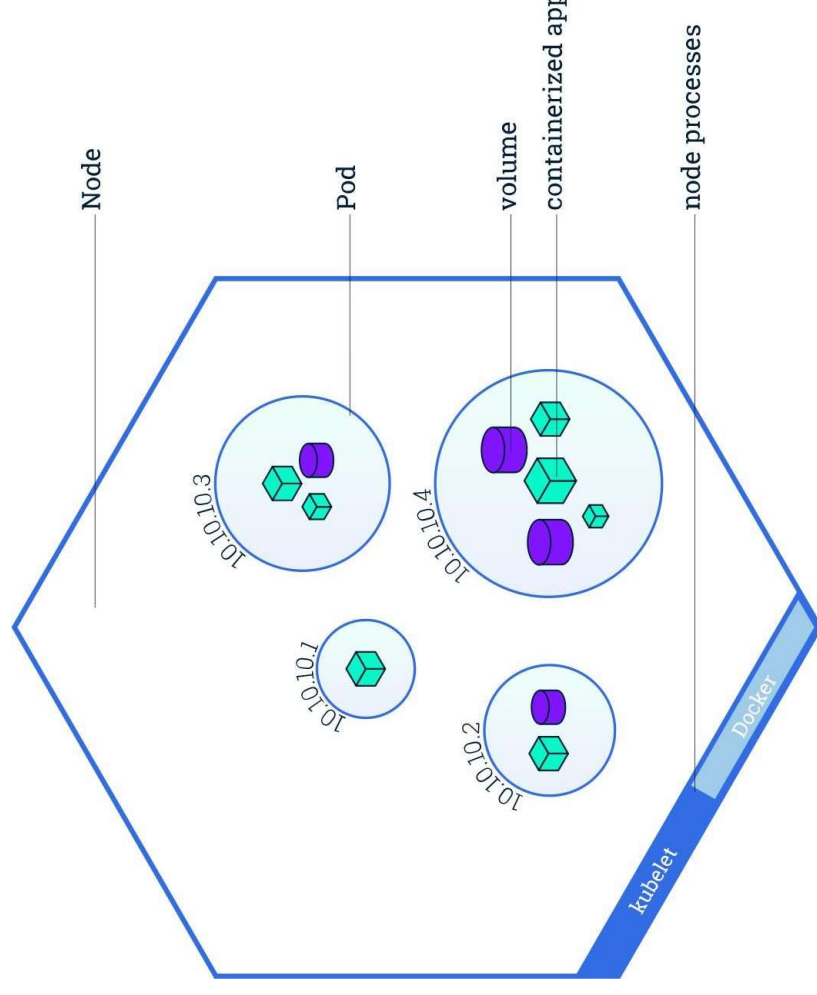 Node
Pod
volume
containerized app
node processes
10.10.10.1
10.10.10.2
10.10.10.3
10.10.10.4
kubelet
Docker